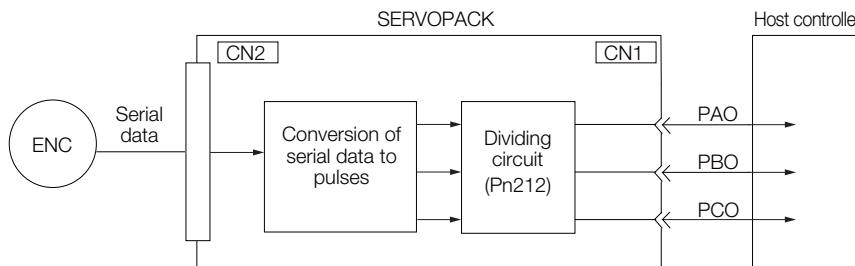 SERVOPACK
Host controlle
CN2
CN1
Serial
data
ENC
Conversion of
serial data to
pulses
Dividing
circuit
(Pn212)
PAO
PBO
PCO